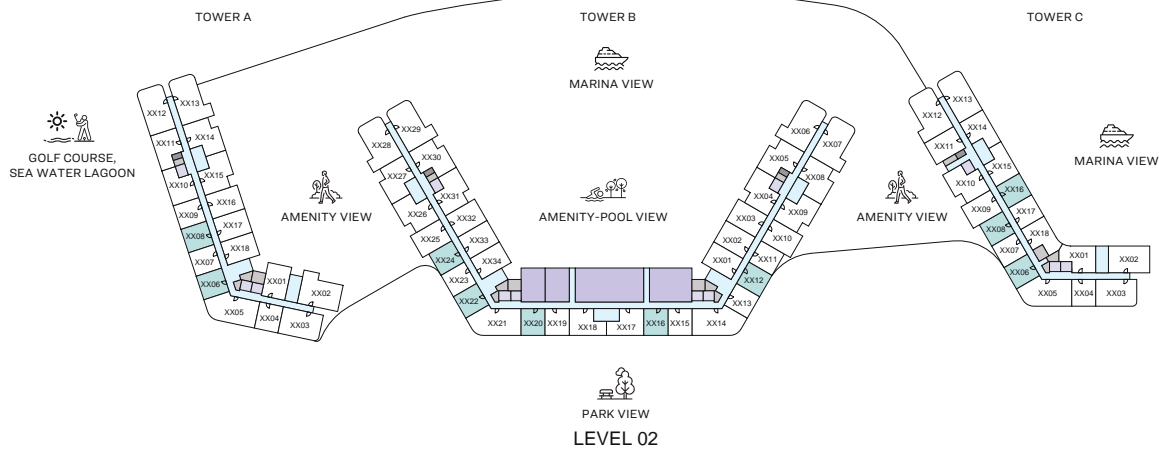 TOWER A
TOWER B
TOWER C
MARINA VIEW
GOLF COURSE,
SEA WATER LAGOON
AMENITY VIEW
AMENITY-POOL VIEW
AMENITY VIEW
MARINA VIEW
XX12
XX13
XX11
XX14
XX10
XX15
XX09
XX16
XX08
XX17
XX07
XX18
XX06
XX01
XX02
XX05
XX04
XX03
XX29
XX28
XX30
XX27
XX31
XX26
XX32
XX25
XX33
XX24
XX34
XX23
XX22
XX21
XX20
XX19
XX18
XX17
XX16
XX15
XX14
XX06
XX07
XX05
XX08
XX04
XX09
XX03
XX10
XX02
XX11
XX01
XX12
XX13
XX13
XX12
XX14
XX11
XX15
XX10
XX16
XX09
XX17
XX08
XX18
XX07
XX01
XX02
XX06
XX05
XX04
XX03
PARK VIEW
LEVEL 02